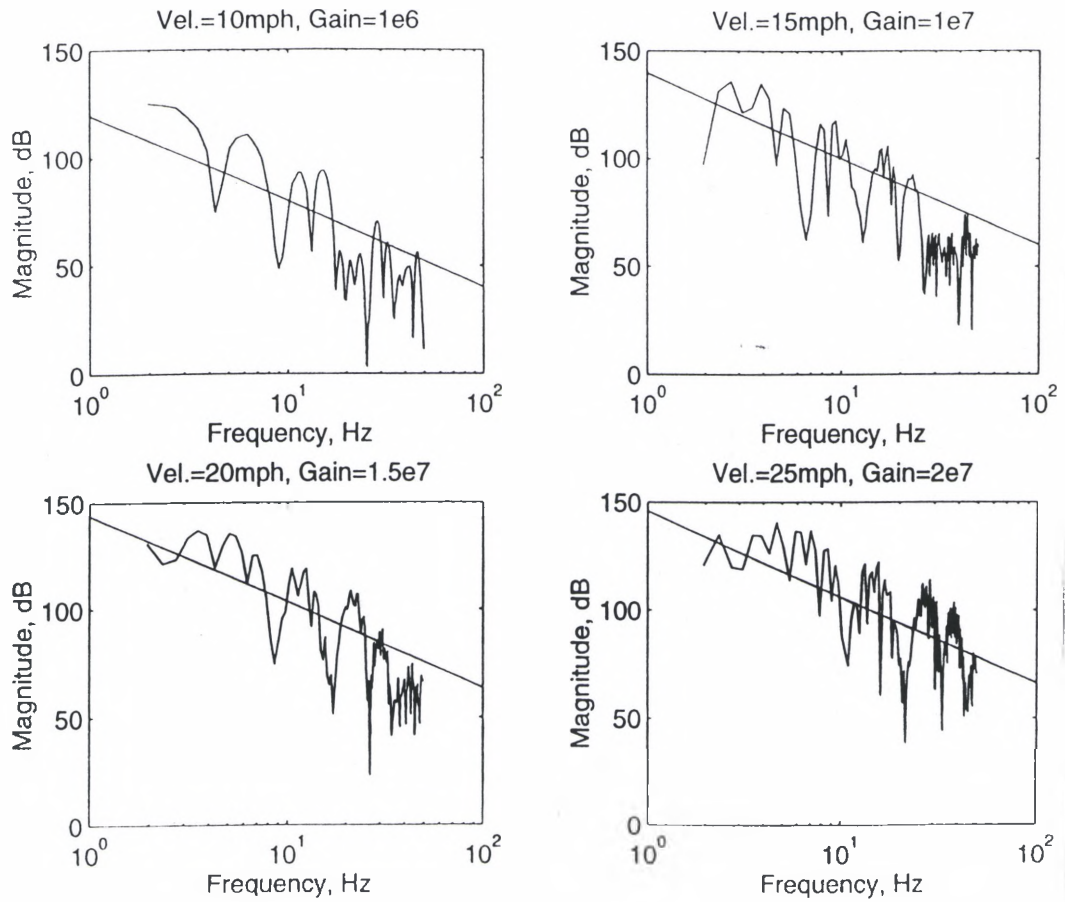 Vel.=10mph, Gain=1e6
150
100
50
0
Magnitude, dB
10^0
10^1
10^2
Frequency, Hz
Vel.=15mph, Gain=1e7
150
100
50
0
Magnitude, dB
10^0
10^1
10^2
Frequency, Hz
Vel.=20mph, Gain=1.5e7
150
100
50
0
Magnitude, dB
10^0
10^1
10^2
Frequency, Hz
Vel.=25mph, Gain=2e7
150
100
50
0
Magnitude, dB
10^0
10^1
10^2
Frequency, Hz